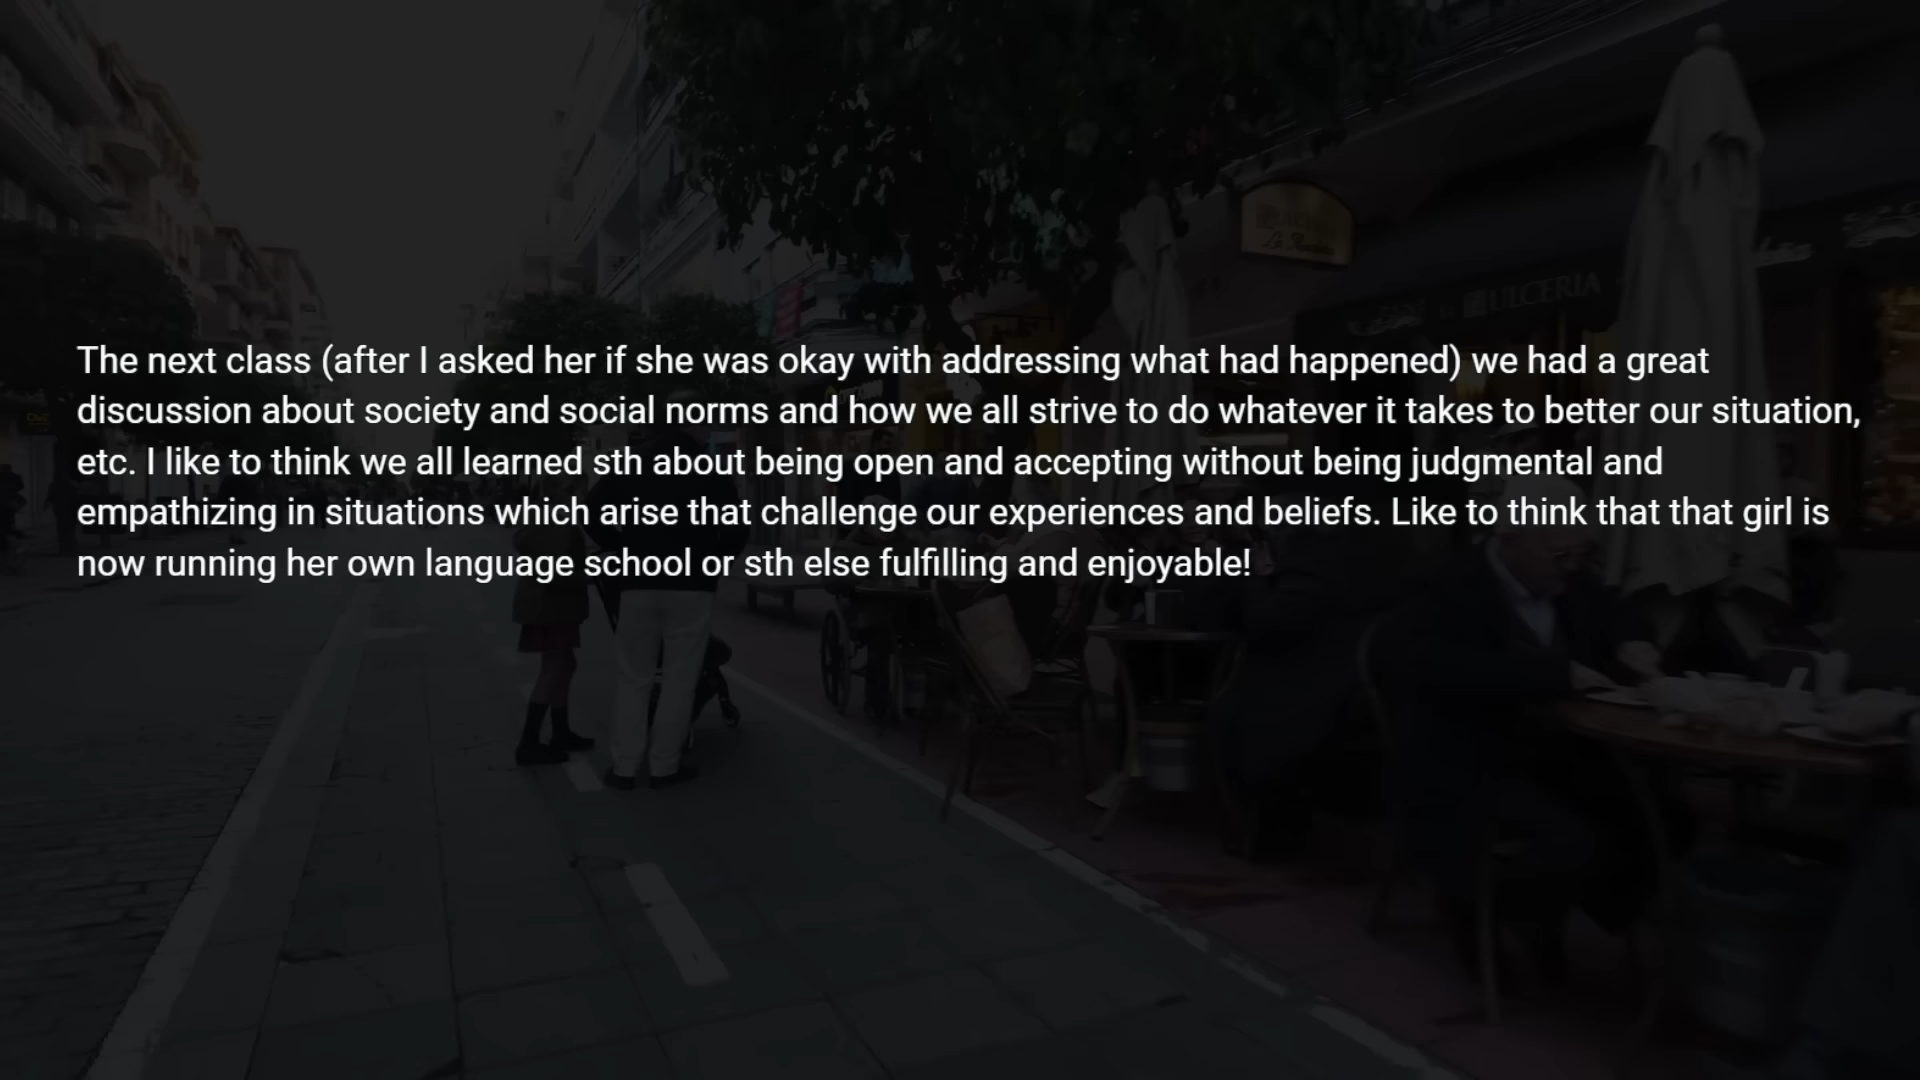 The next class (after I asked her if she was okay with addressing what had happened) we had a great
discussion about society and social norms and how we all strive to do whatever it takes to better our situation,
etc. I like to think we all learned sth about being open and accepting without being judgmental and
empathizing in situations which arise that challenge our experiences and beliefs. Like to think that that girl is
now running her own language school or sth else fulfilling and enjoyable!